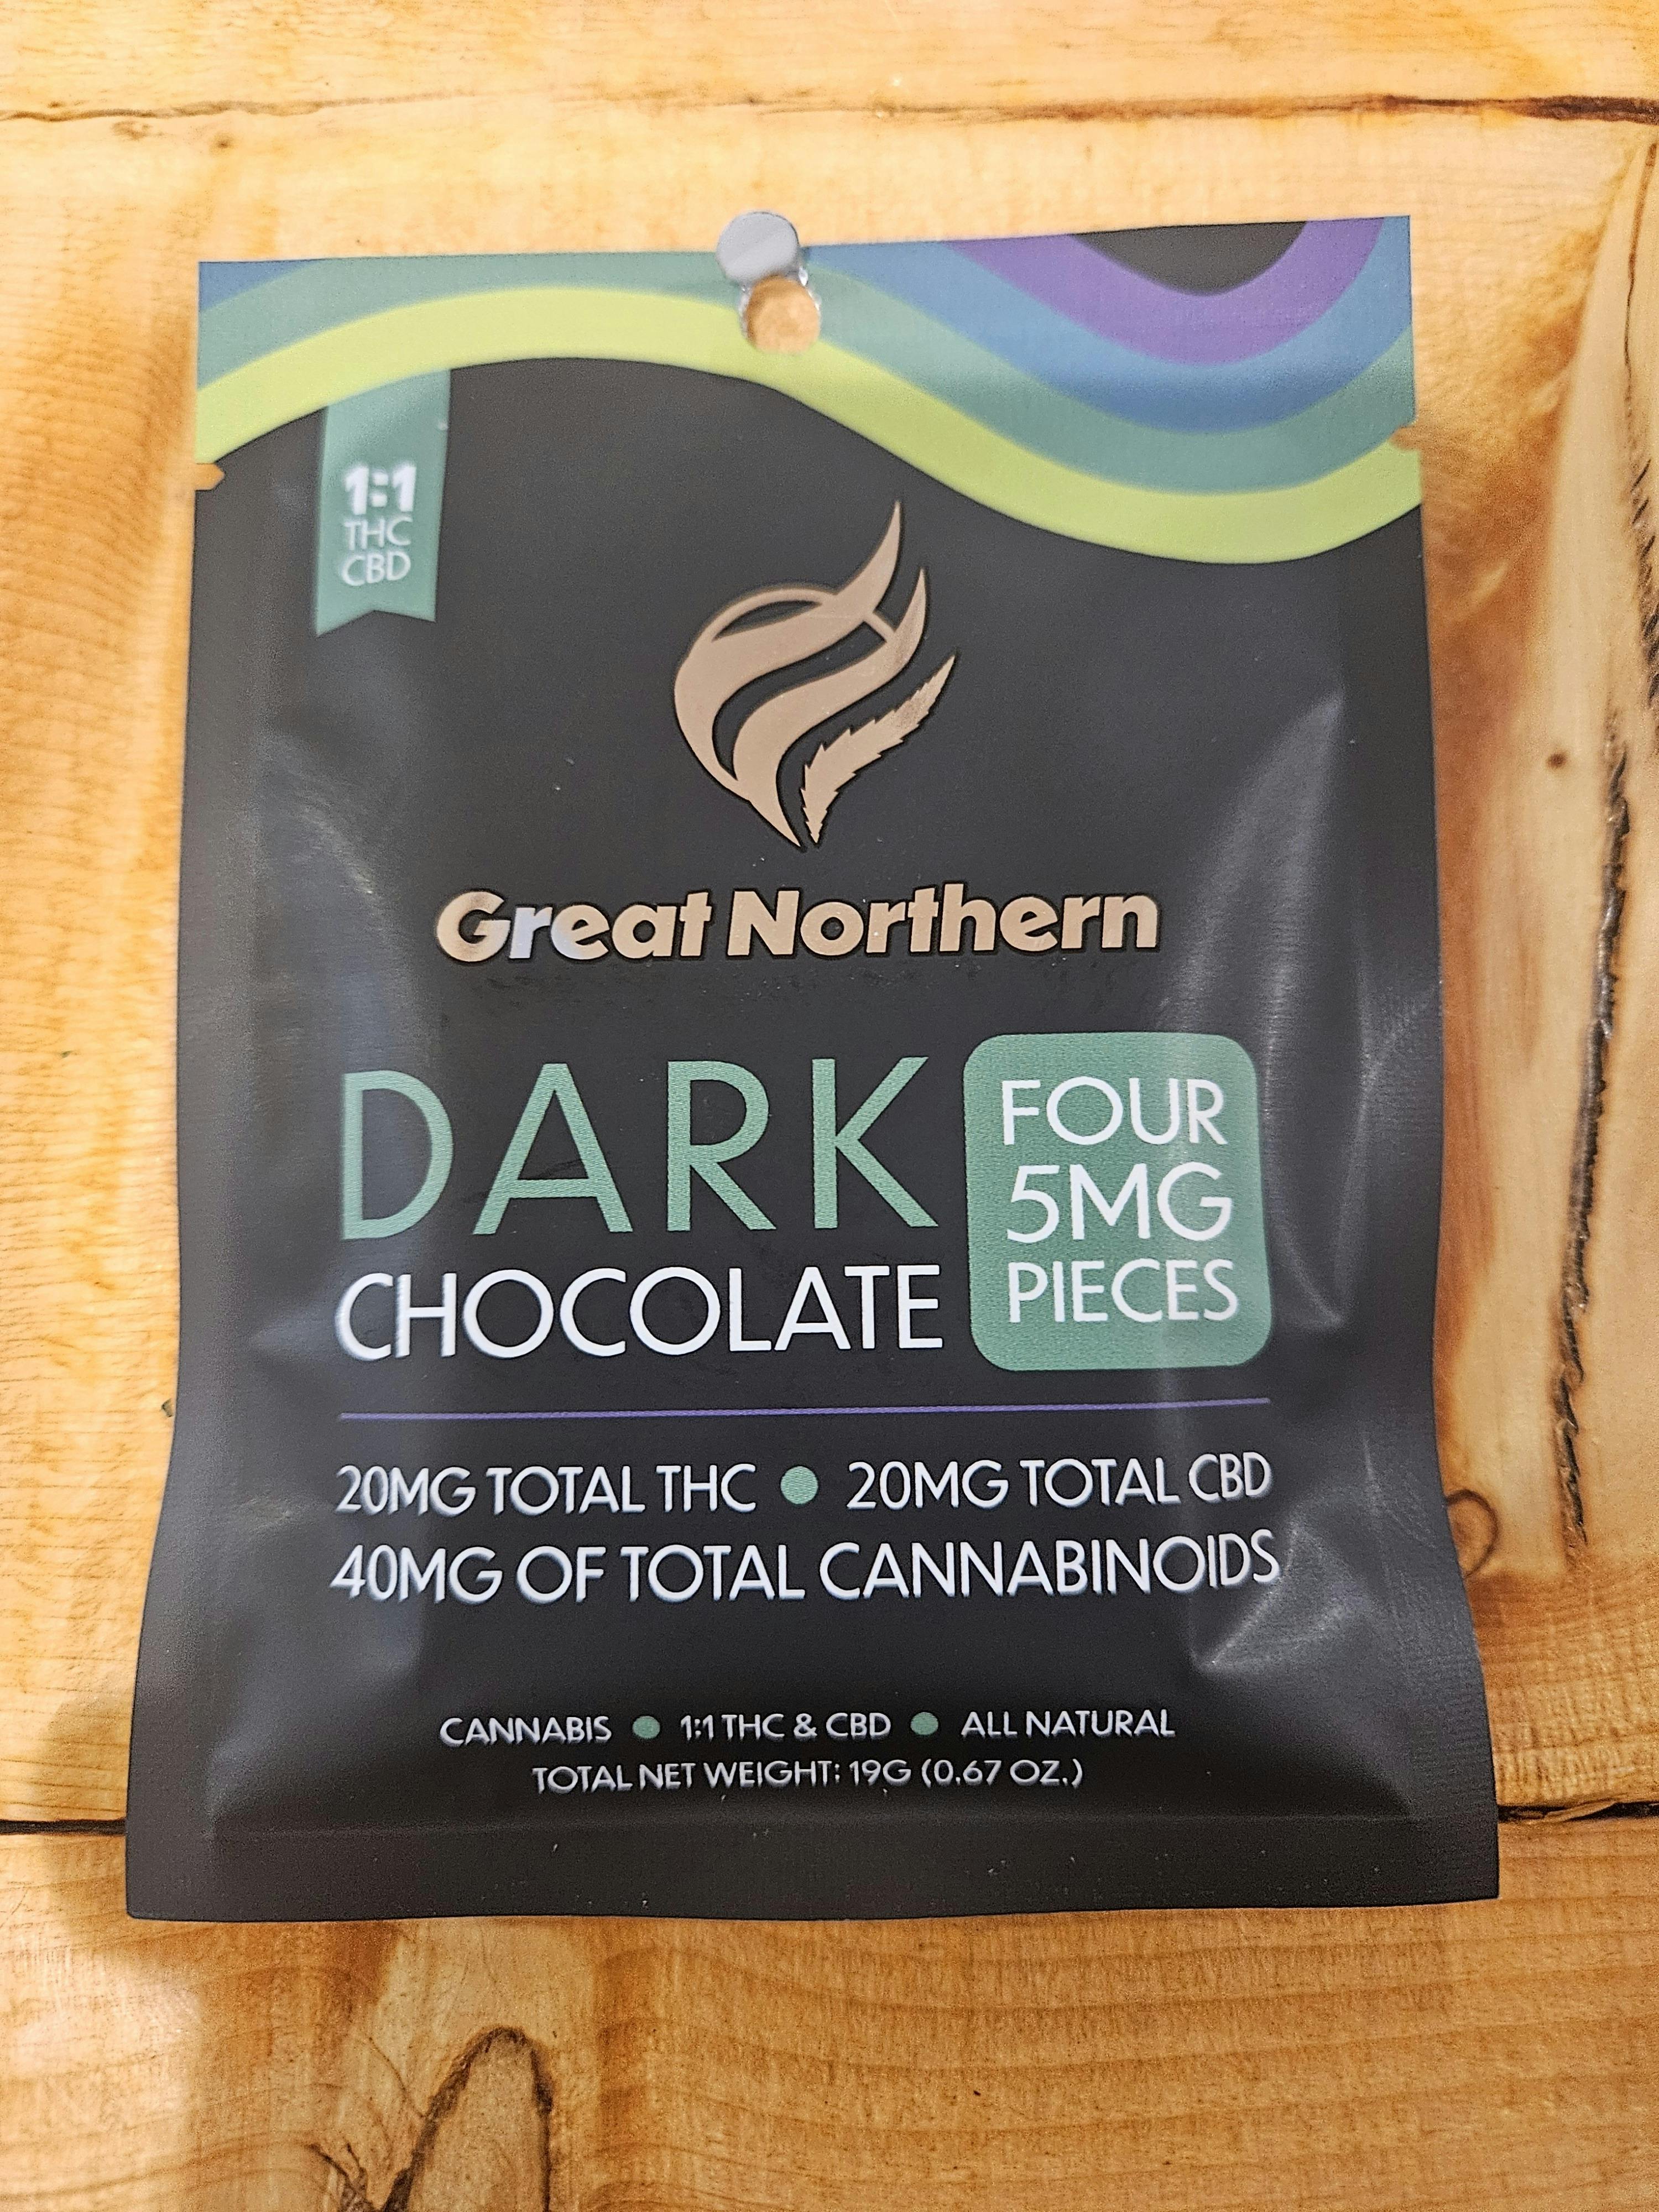 1:1
THC
CBD
Great Northern
DARK
CHOCOLATE
FOUR
5MG
PIECES
20MG TOTAL THC ● 20MG TOTAL CBD
40MG OF TOTAL CANNABINOIDS
CANNABIS ● 1:1 THC & CBD ● ALL NATURAL
TOTAL NET WEIGHT: 19G (0.67 OZ.)